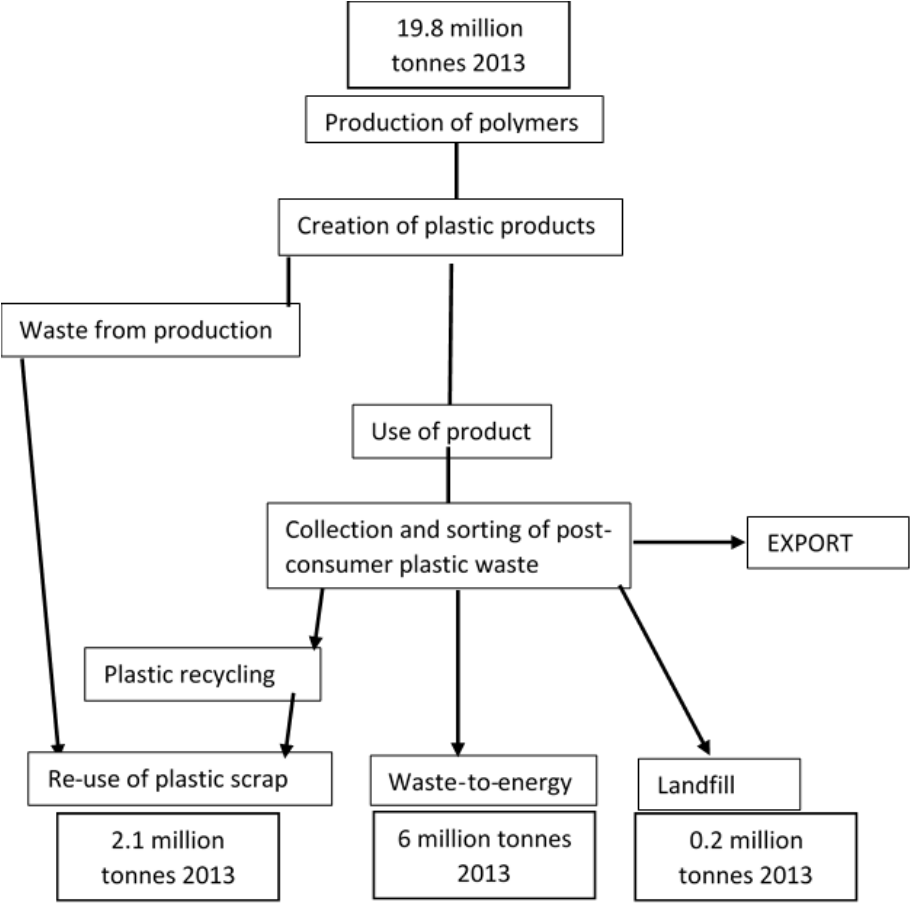 19.8 million
tonnes 2013
Production of polymers
Creation of plastic products
Waste from production
Use of product
Collection and sorting of post-
consumer plastic waste
EXPORT
Plastic recycling
Re-use of plastic scrap
Waste-to-energy
Landfill
2.1 million
tonnes 2013
6 million tonnes
2013
0.2 million
tonnes 2013